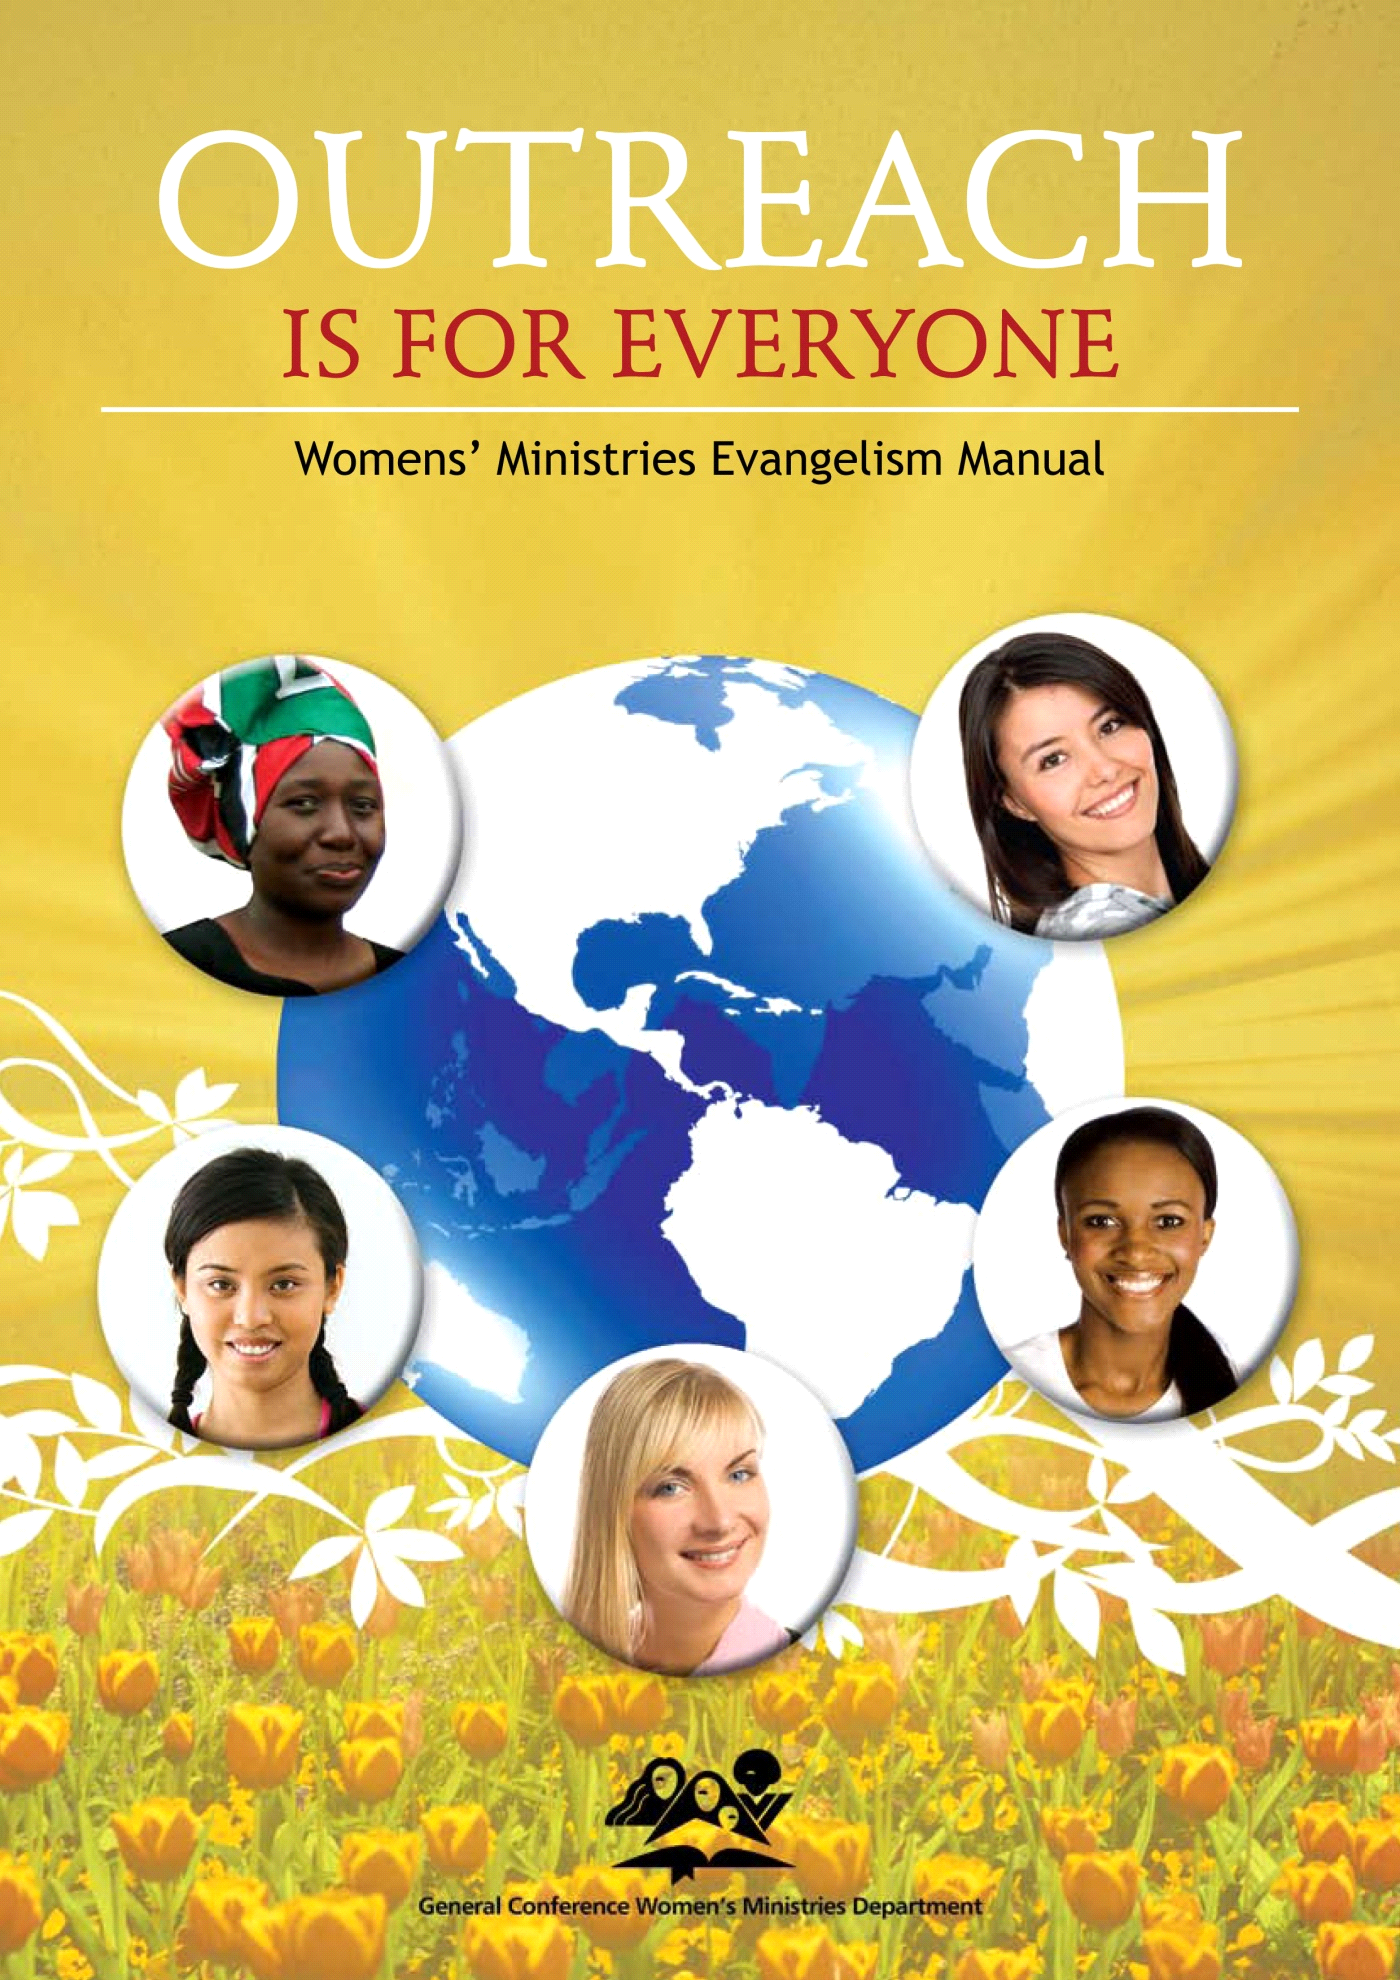 OUTREACH
IS FOR EVERYONE
Womens’ Ministries Evangelism Manual
General Conference Women's Ministries Department